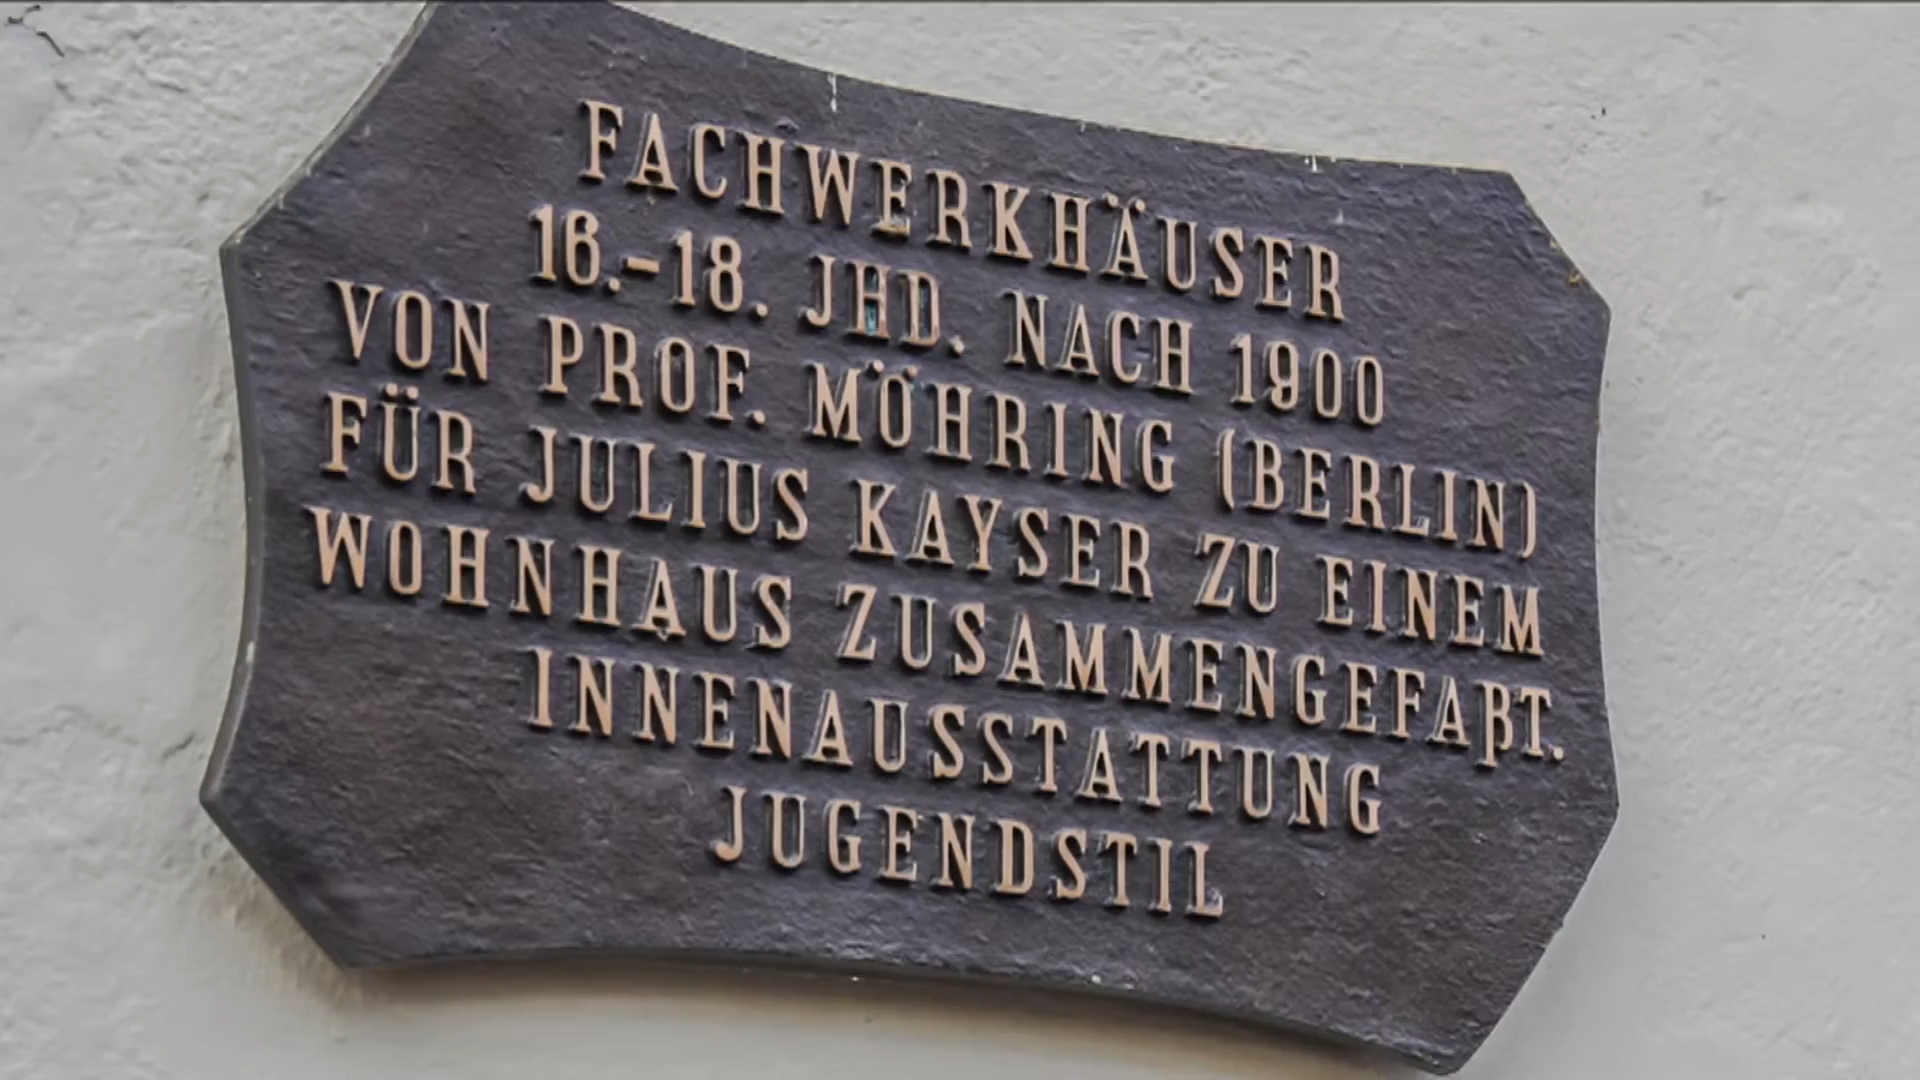 FACHWERKHÄUSER
16.-18. JHD. NACH 1900
VON PROF. MÖHRING (BERLIN)
FÜR JULIUS KAYSER ZU EINEM
WOHNHAUS ZUSAMMENGEFAßT.
INNENAUSSTATTUNG
JUGENDSTIL